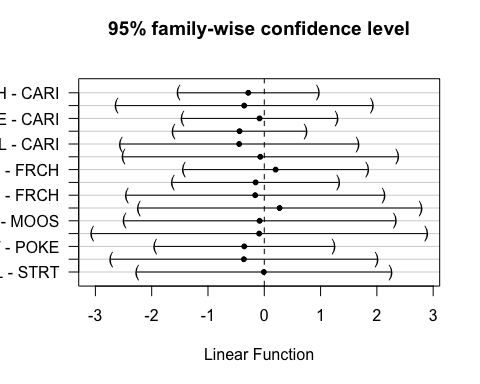 95% family-wise confidence level
H - CARI
E - CARI
L - CARI
- FRCH
- FRCH
- MOOS
- POKE
- STRT
-3 -2 -1 0 1 2 3
Linear Function